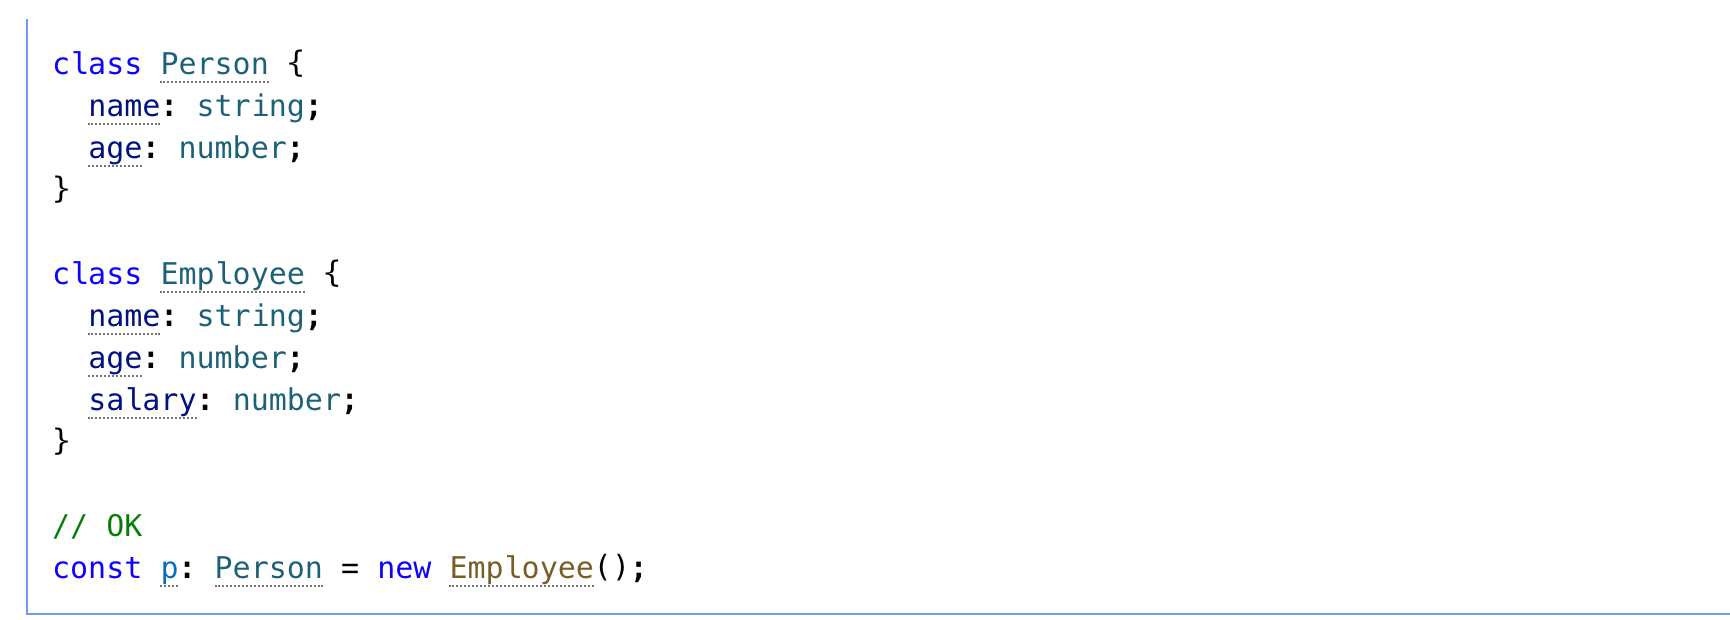 class Person {
  name: string;
  age: number;
}

class Employee {
  name: string;
  age: number;
  salary: number;
}

// OK
const p: Person = new Employee();